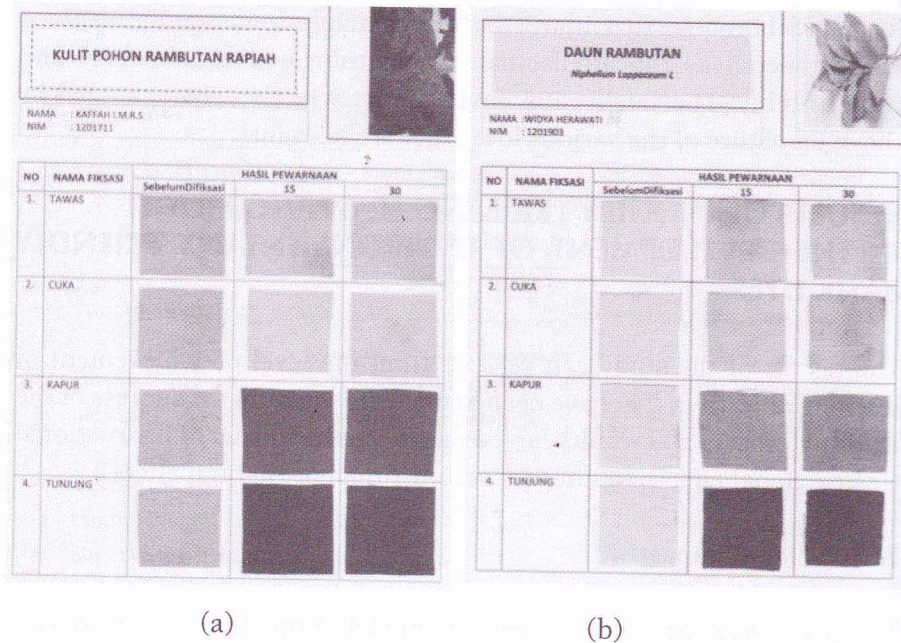 KULIT POHON RAMBUTAN RAPIAH
NAMA : KAFFAH I.M.R.S
NIM : 1201711
NO NAMA FIKSASI HASIL PEWARNAAN
SebelumDifiksasi 15 30
1. TAWAS
2. CUKA
3. KAPUR
4. TUNJUNG
(a)
DAUN RAMBUTAN
Niphelium Lappaceum L
NAMA : WIDYA HERAWATI
NIM : 1201903
NO NAMA FIKSASI HASIL PEWARNAAN
SebelumDifiksasi 15 30
1. TAWAS
2. CUKA
3. KAPUR
4. TUNJUNG
(b)